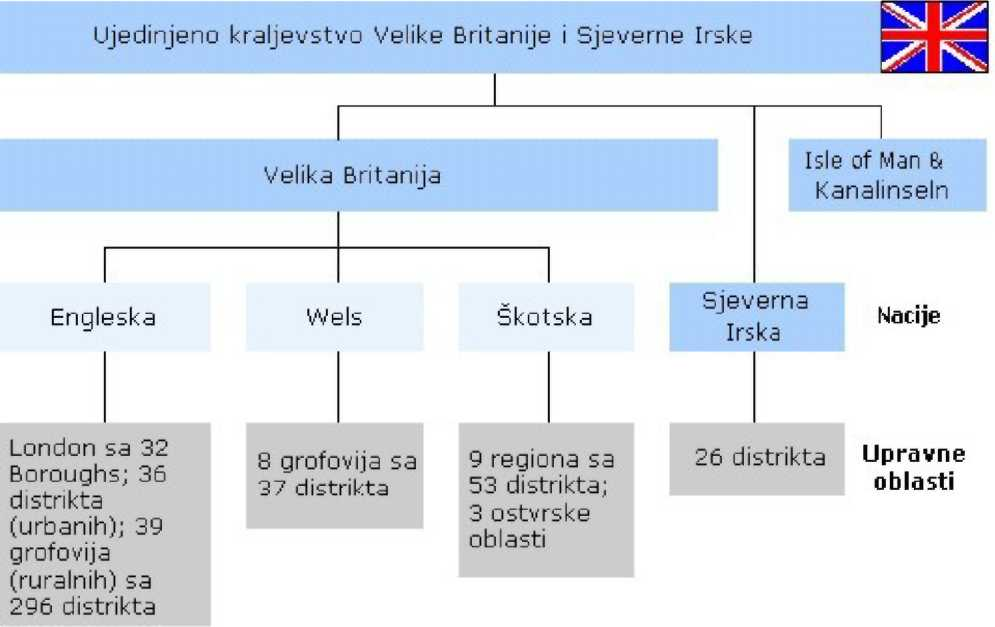 Ujedinjeno kraljevstvo Velike Britanije i Sjeverne Irske
Velika Britanija
Isle of Man &
Kanalinseln
Engleska
Wels
Škotska
Sjeverna
Irska
Nacije
London sa 32
Boroughs; 36
distrikta
(urbanih); 39
grofovija
(ruralnih) sa
296 distrikta
8 grofovija sa
37 distrikta
9 regiona sa
53 distrikta;
3 ostvrske
oblasti
26 distrikta
Upravne
oblasti